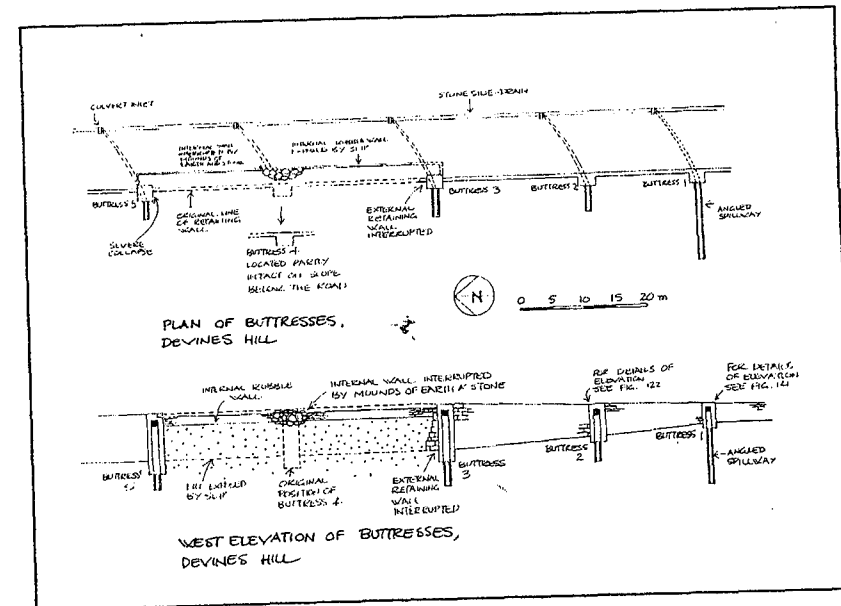 STONE SIDE-DRAIN
CULVERT INLET
INTERNAL WALL
INTERRUPTED BY
MOUNDS OF
EARTH AND STONE
INTERNAL RUBBLE WALL
EXPOSED BY SLIP
BUTTRESS 5
SEVERE
COLLAPSE
ORIGINAL LINE
OF RETAINING
WALL
BUTTRESS 4
LOCATED PARTLY
INTACT ON SLOPE
BELOW THE ROAD
EXTERNAL
RETAINING
WALL
INTERRUPTED
BUTTRESS 3
BUTTRESS 2
BUTTRESS 1
ANGLED
SPILLWAY
N
0 5 10 15 20 m
PLAN OF BUTTRESSES,
DEVINES HILL
INTERNAL RUBBLE
WALL
INTERNAL WALL INTERRUPTED
BY MOUNDS OF EARTH & STONE
FOR DETAILS OF
ELEVATION
SEE FIG. 122
FOR DETAILS
OF ELEVATION
SEE FIG. 121
BUTTRESS
5
FILL EXPOSED
BY SLIP
ORIGINAL
POSITION OF
BUTTRESS 4
EXTERNAL
RETAINING
WALL
INTERRUPTED
BUTTRESS
3
BUTTRESS
2
BUTTRESS
1
ANGLED
SPILLWAY
WEST ELEVATION OF BUTTRESSES,
DEVINES HILL